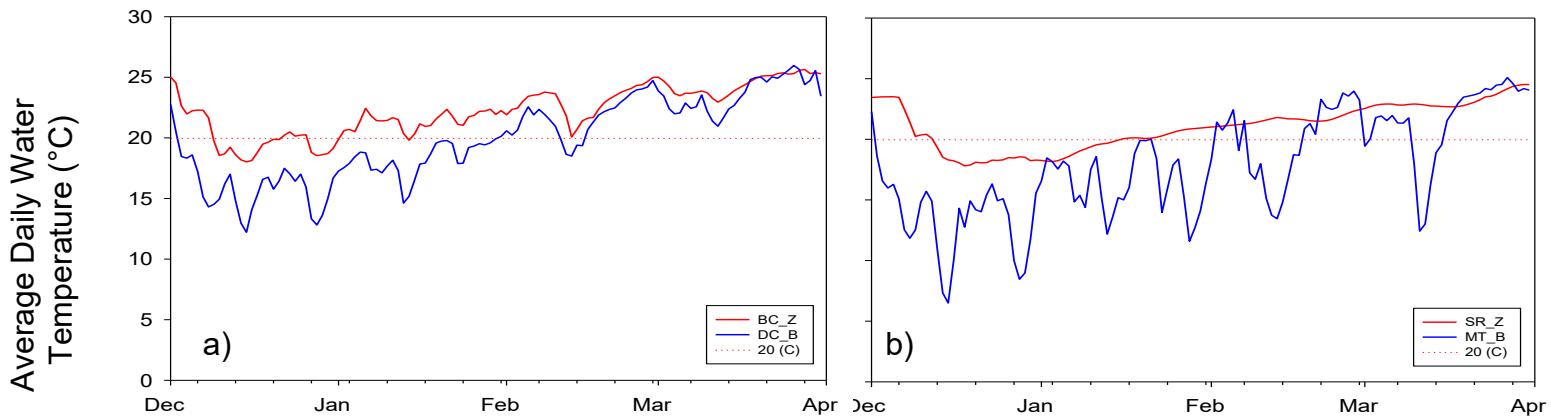 Average Daily Water
Temperature (°C)
30
25
20
15
10
5
0
a)
BC_Z
DC_B
20 (C)
Dec Jan Feb Mar Apr
b)
SR_Z
MT_B
20 (C)
Dec Jan Feb Mar Apr